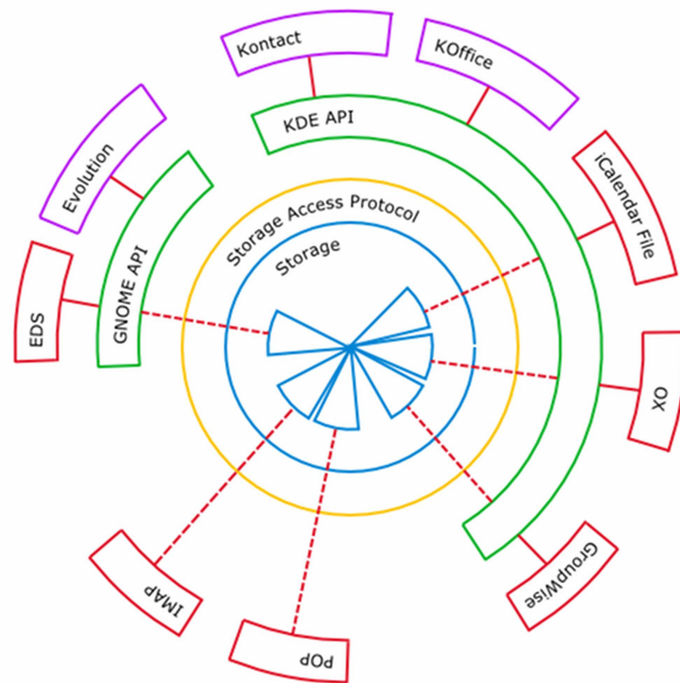 Kontact
KOffice
KDE API
iCalendar File
Evolution
Storage Access Protocol
Storage
GNOME API
EDS
OX
GroupWise
IMAP
POP